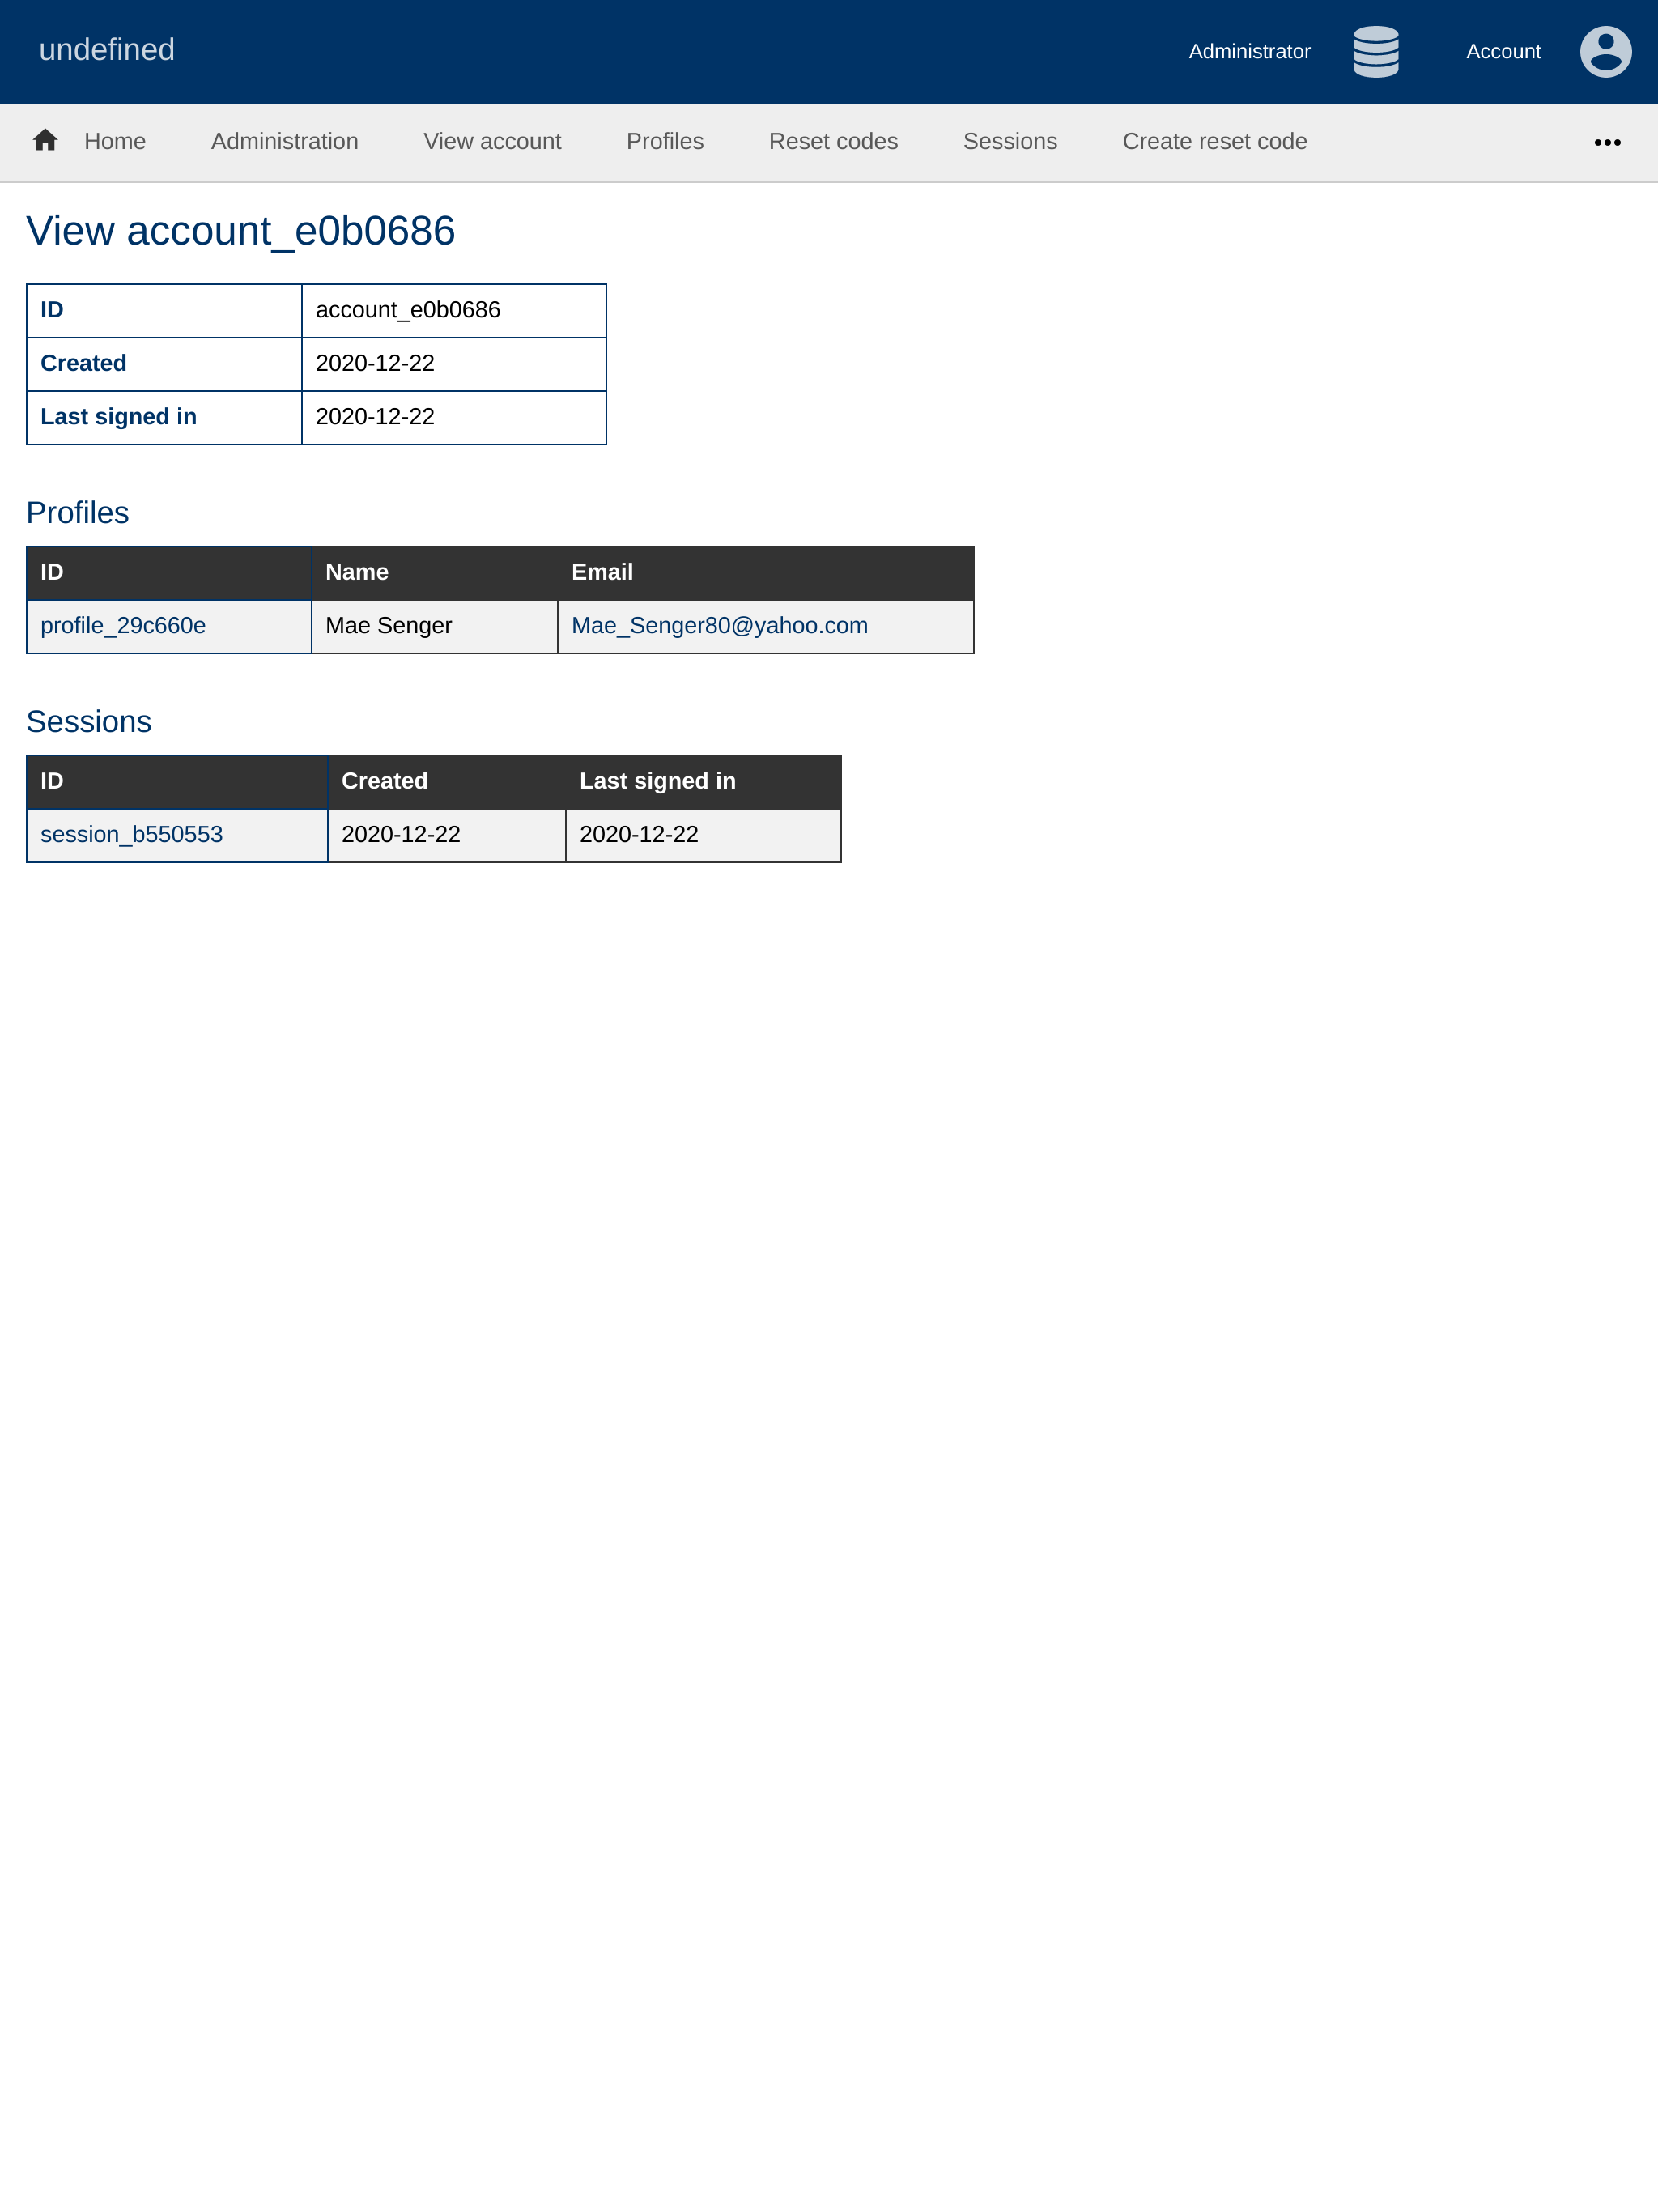 undefined Administrator Account
Home Administration View account Profiles Reset codes Sessions Create reset code •••
View account_e0b0686
ID account_e0b0686
Created 2020-12-22
Last signed in 2020-12-22
Profiles
ID Name Email
profile_29c660e Mae Senger Mae_Senger80@yahoo.com
Sessions
ID Created Last signed in
session_b550553 2020-12-22 2020-12-22